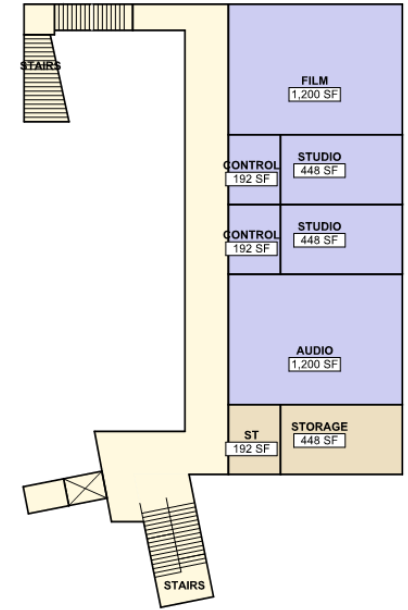 STAIRS
FILM
1,200 SF
CONTROL
192 SF
STUDIO
448 SF
CONTROL
192 SF
STUDIO
448 SF
AUDIO
1,200 SF
ST
192 SF
STORAGE
448 SF
STAIRS